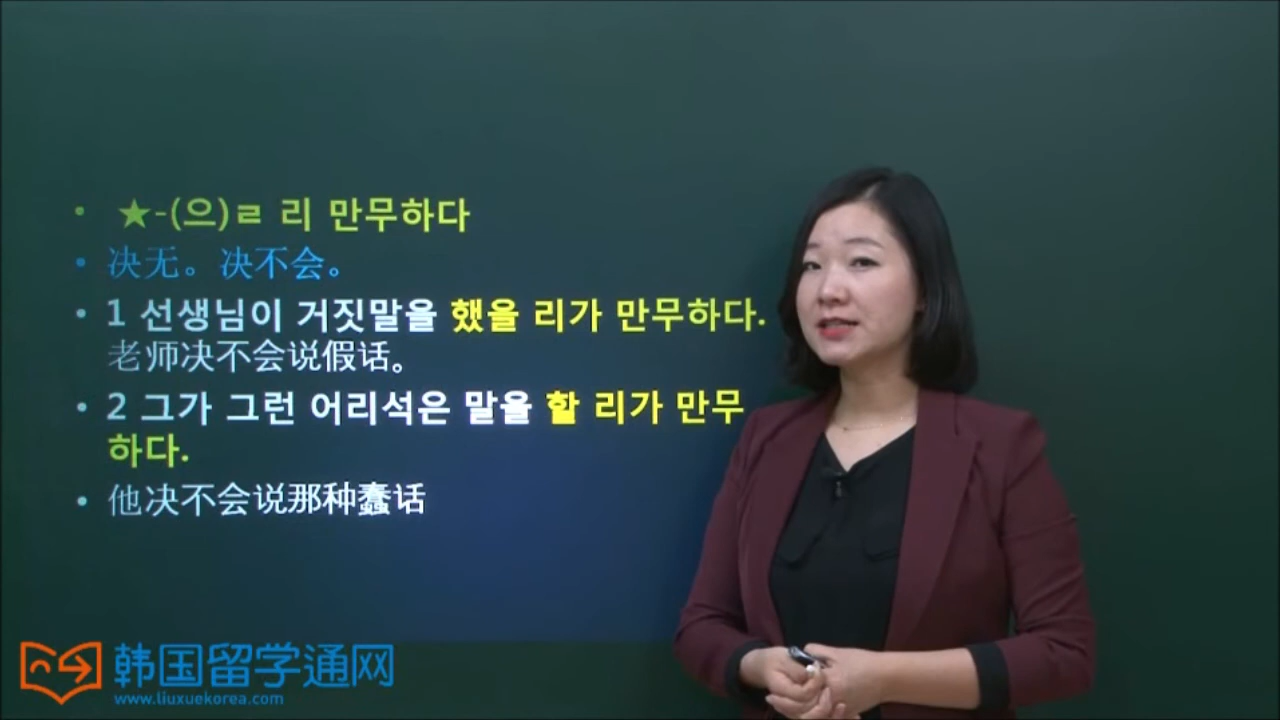 • ★-(으)ㄹ 리 만무하다
• 决无。决不会。
• 1 선생님이 거짓말을 했을 리가 만무하다.
老师决不会说假话。
• 2 그가 그런 어리석은 말을 할 리가 만무
하다.
• 他决不会说那种蠢话
韩国留学通网
www.liuxuekorea.com